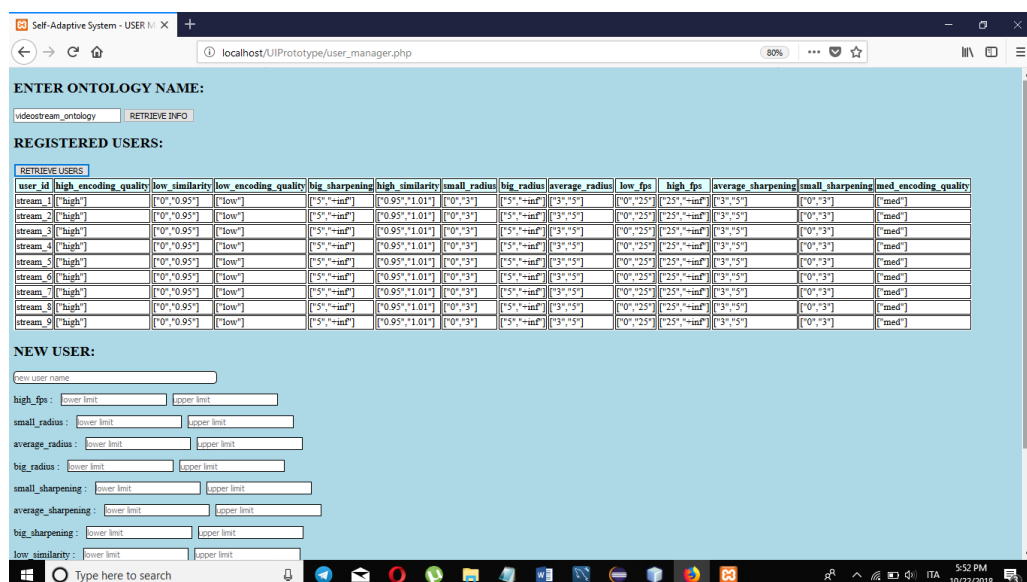 Self-Adaptive System - USER M
localhost/UIPrototype/user_manager.php 80%
ENTER ONTOLOGY NAME:
videostream_ontology RETRIEVE INFO
REGISTERED USERS:
RETRIEVE USERS
user_id high_encoding_quality low_similarity low_encoding_quality big_sharpening high_similarity small_radius big_radius average_radius low_fps high_fps average_sharpening small_sharpening med_encoding_quality
stream_1 ["high"] ["0","0.95"] ["low"] ["5","+inf"] ["0.95","1.01"] ["0","3"] ["5","+inf"] ["3","5"] ["0","25"] ["25","+inf"] ["3","5"] ["0","3"] ["med"]
stream_2 ["high"] ["0","0.95"] ["low"] ["5","+inf"] ["0.95","1.01"] ["0","3"] ["5","+inf"] ["3","5"] ["0","25"] ["25","+inf"] ["3","5"] ["0","3"] ["med"]
stream_3 ["high"] ["0","0.95"] ["low"] ["5","+inf"] ["0.95","1.01"] ["0","3"] ["5","+inf"] ["3","5"] ["0","25"] ["25","+inf"] ["3","5"] ["0","3"] ["med"]
stream_4 ["high"] ["0","0.95"] ["low"] ["5","+inf"] ["0.95","1.01"] ["0","3"] ["5","+inf"] ["3","5"] ["0","25"] ["25","+inf"] ["3","5"] ["0","3"] ["med"]
stream_5 ["high"] ["0","0.95"] ["low"] ["5","+inf"] ["0.95","1.01"] ["0","3"] ["5","+inf"] ["3","5"] ["0","25"] ["25","+inf"] ["3","5"] ["0","3"] ["med"]
stream_6 ["high"] ["0","0.95"] ["low"] ["5","+inf"] ["0.95","1.01"] ["0","3"] ["5","+inf"] ["3","5"] ["0","25"] ["25","+inf"] ["3","5"] ["0","3"] ["med"]
stream_7 ["high"] ["0","0.95"] ["low"] ["5","+inf"] ["0.95","1.01"] ["0","3"] ["5","+inf"] ["3","5"] ["0","25"] ["25","+inf"] ["3","5"] ["0","3"] ["med"]
stream_8 ["high"] ["0","0.95"] ["low"] ["5","+inf"] ["0.95","1.01"] ["0","3"] ["5","+inf"] ["3","5"] ["0","25"] ["25","+inf"] ["3","5"] ["0","3"] ["med"]
stream_9 ["high"] ["0","0.95"] ["low"] ["5","+inf"] ["0.95","1.01"] ["0","3"] ["5","+inf"] ["3","5"] ["0","25"] ["25","+inf"] ["3","5"] ["0","3"] ["med"]
NEW USER:
new user name
high_fps : lower limit upper limit
small_radius : lower limit upper limit
average_radius : lower limit upper limit
big_radius : lower limit upper limit
small_sharpening : lower limit upper limit
average_sharpening : lower limit upper limit
big_sharpening : lower limit upper limit
low_similarity : lower limit upper limit
Type here to search ITA 5:52 PM
10/23/2018